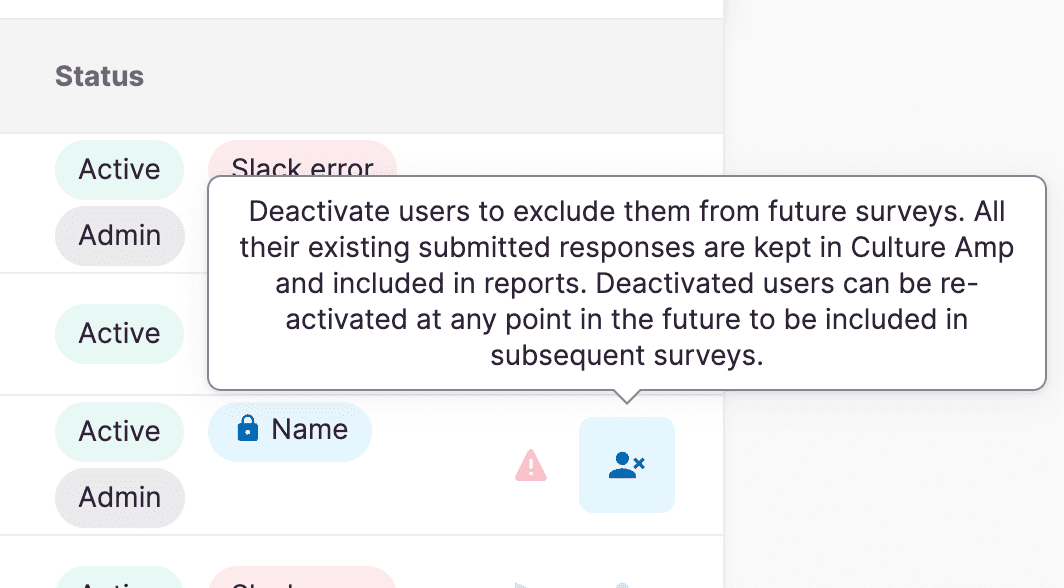 Status
Active
Slack error
Admin
Deactivate users to exclude them from future surveys. All
their existing submitted responses are kept in Culture Amp
and included in reports. Deactivated users can be re-
activated at any point in the future to be included in
subsequent surveys.
Active
Active
Name
Admin